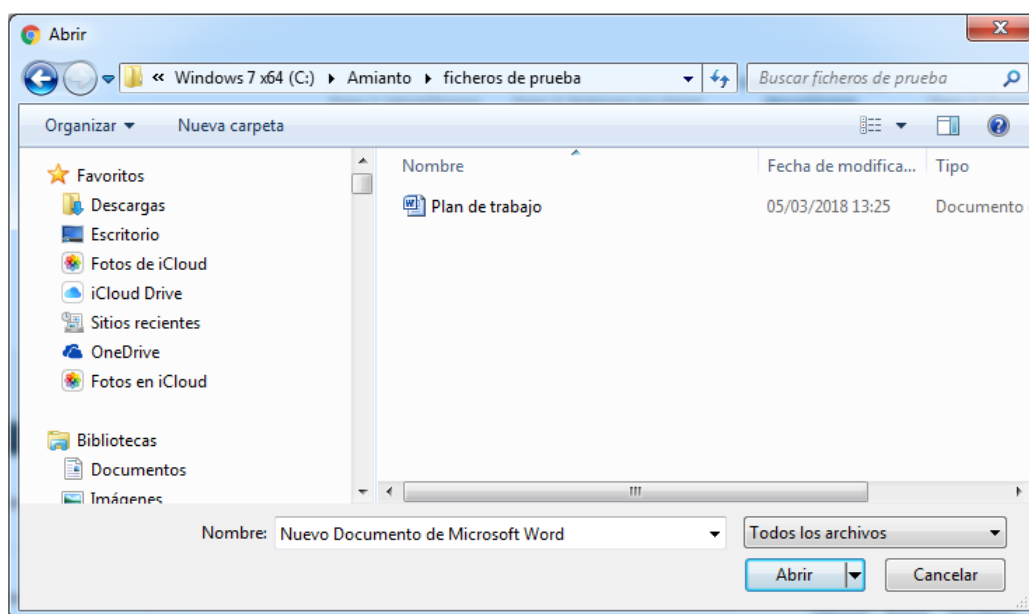 Abrir
« Windows 7 x64 (C:) Amianto ficheros de prueba Buscar ficheros de prueba
Organizar Nueva carpeta
Nombre Fecha de modifica... Tipo
Plan de trabajo 05/03/2018 13:25 Documento
Favoritos
Descargas
Escritorio
Fotos de iCloud
iCloud Drive
Sitios recientes
OneDrive
Fotos en iCloud
Bibliotecas
Documentos
Imágenes
Nombre: Nuevo Documento de Microsoft Word Todos los archivos
Abrir Cancelar